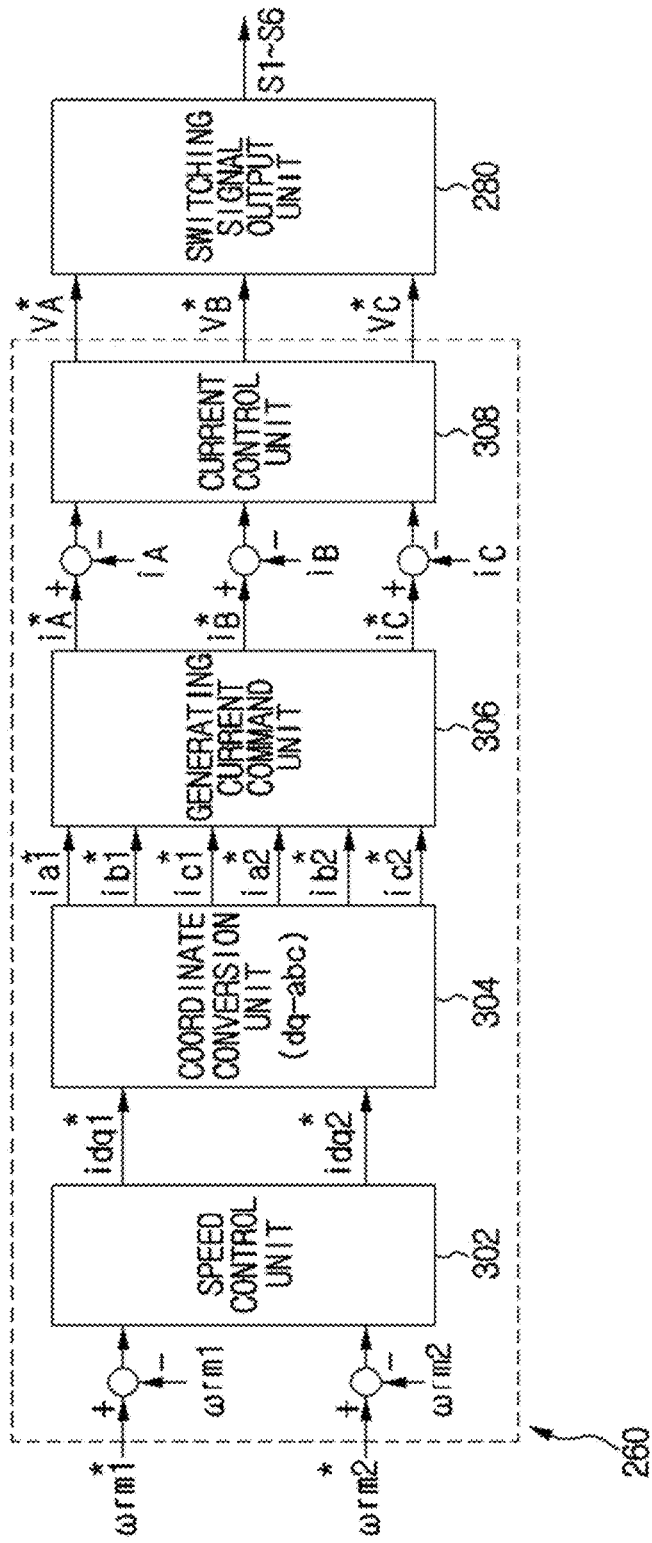 ωrm1*
+
-
ωrm1
ωrm2*
+
-
ωrm2
SPEED
CONTROL
UNIT
302
idq1*
idq2*
COORDINATE
CONVERSION
UNIT
(dq-abc)
304
ia1*
ib1*
ic1*
ia2*
ib2*
ic2*
GENERATING
CURRENT
COMMAND
UNIT
306
iA*
+
-
iA
iB*
+
-
iB
iC*
+
-
iC
CURRENT
CONTROL
UNIT
308
VA*
VB*
VC*
SWITCHING
SIGNAL
OUTPUT
UNIT
280
S1~S6
260